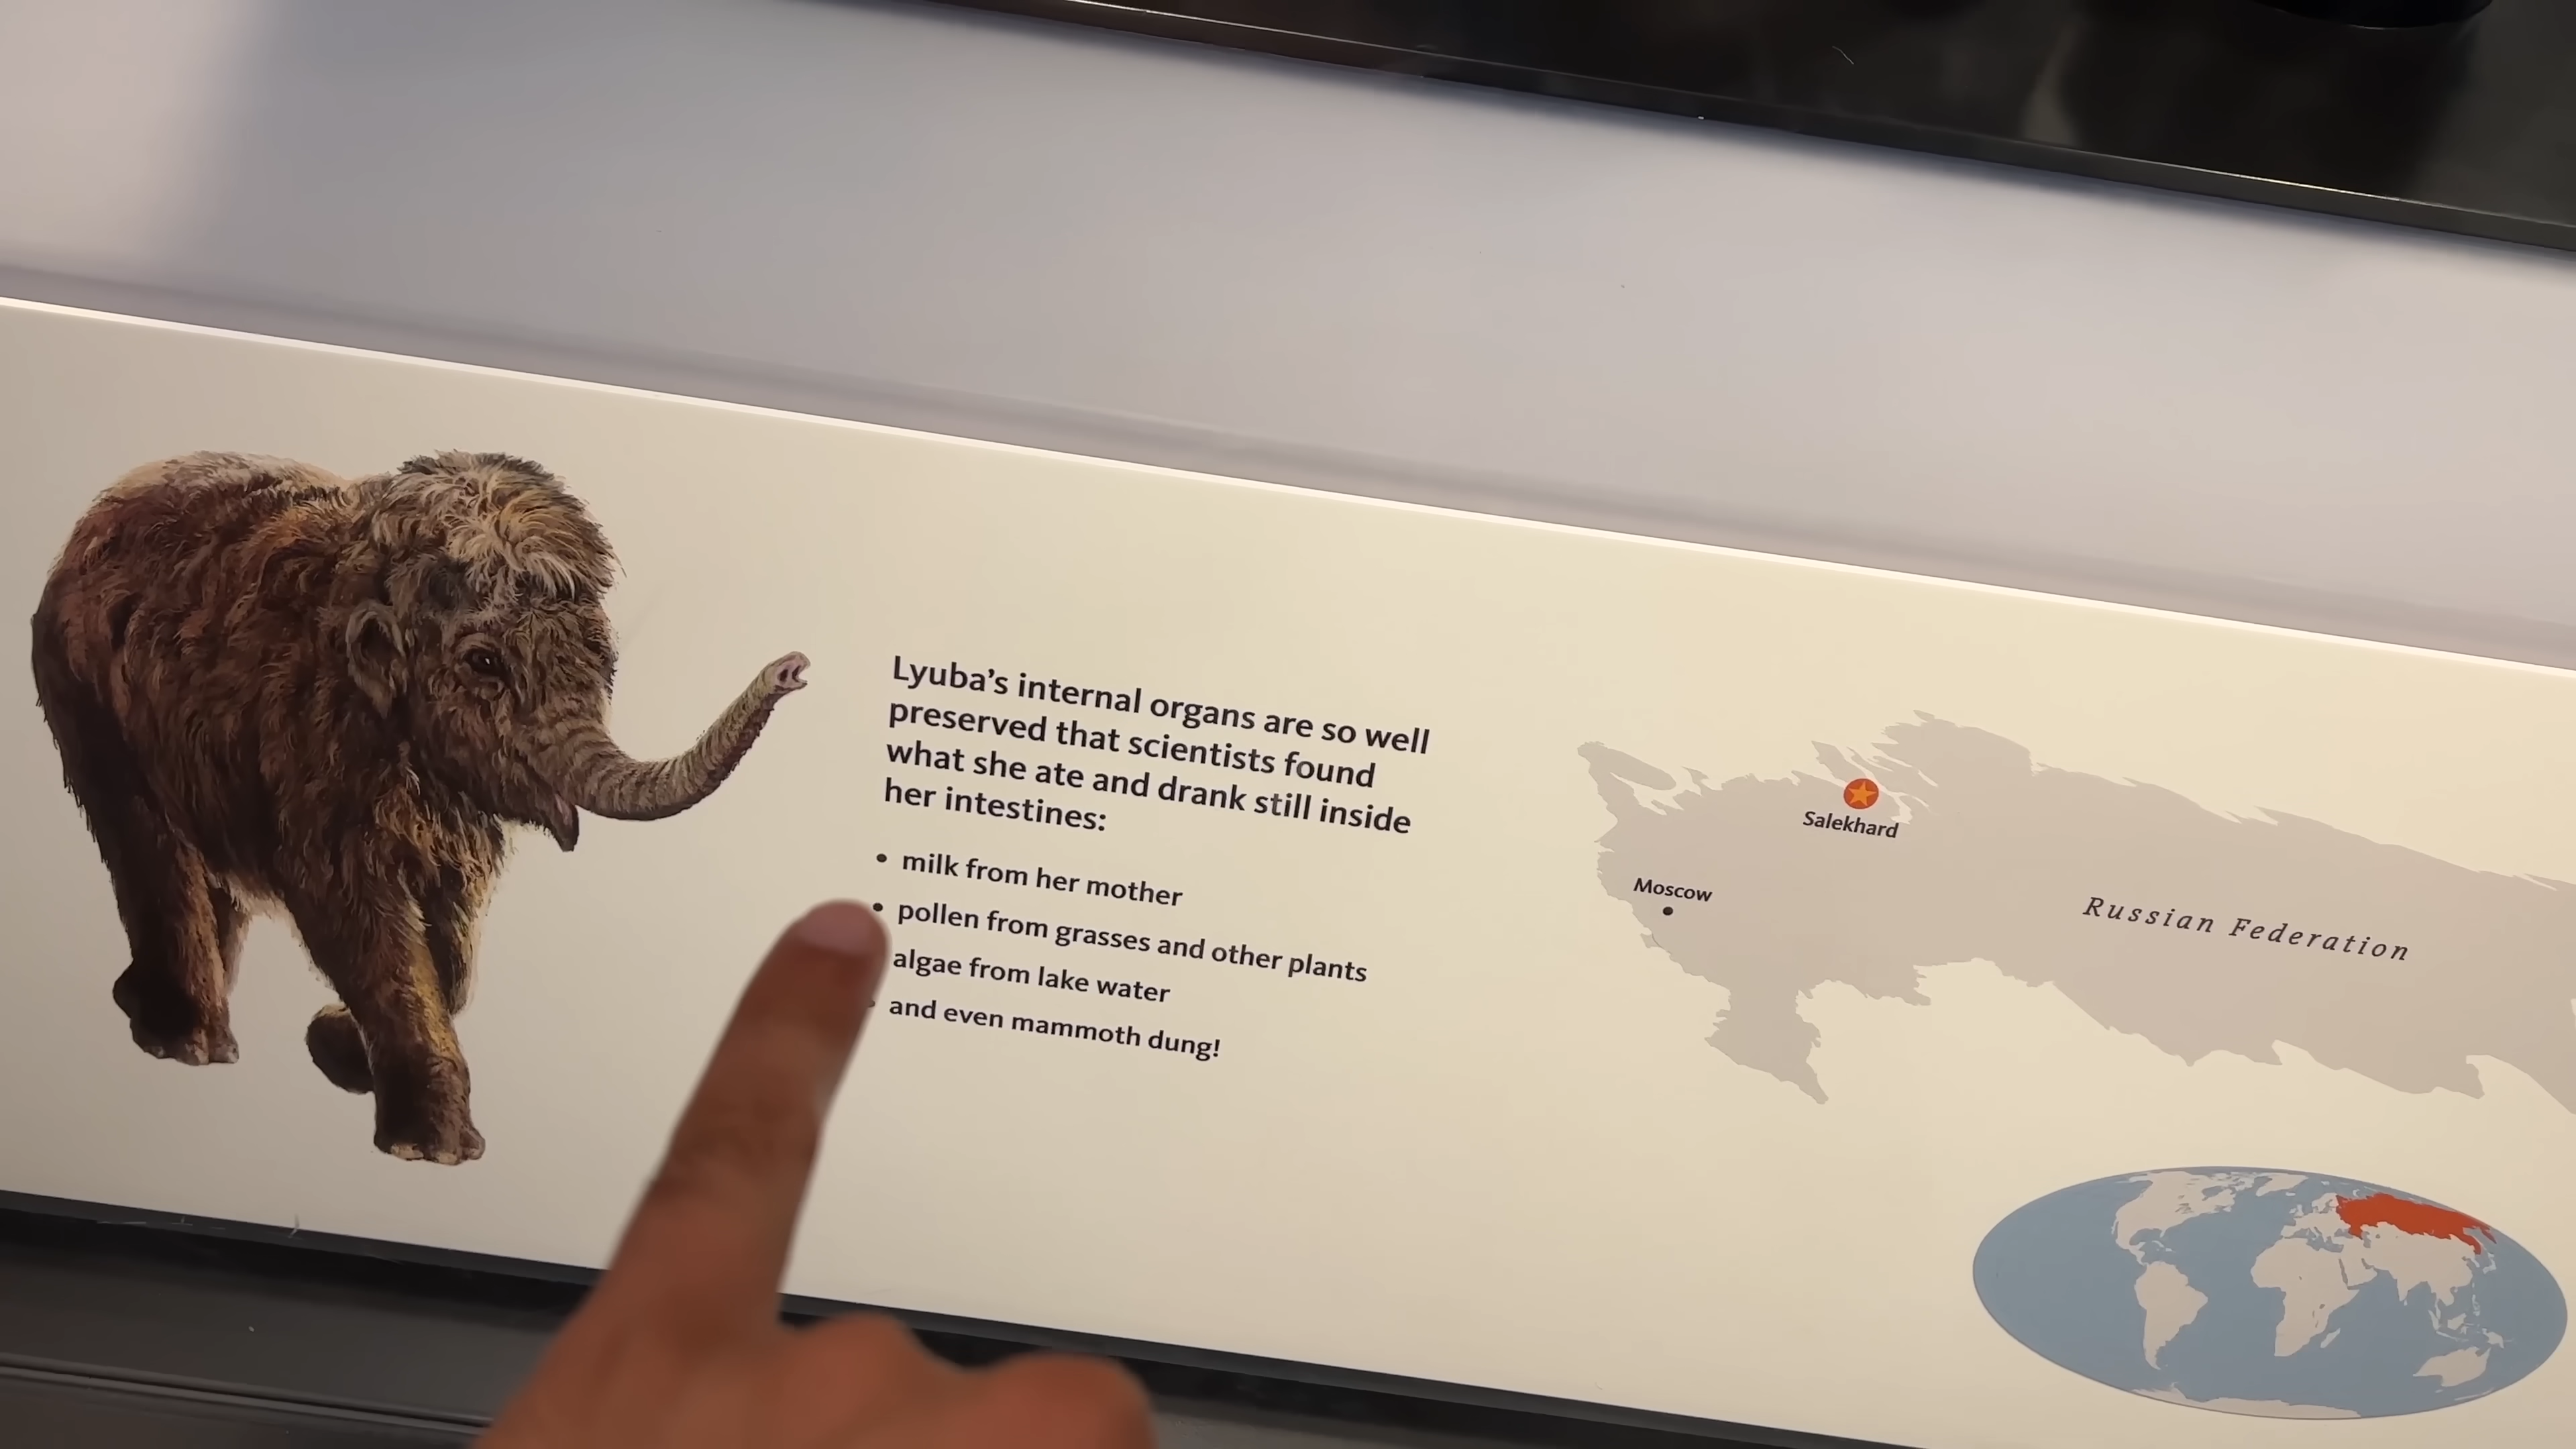 Lyuba's internal organs are so well
preserved that scientists found
what she ate and drank still inside
her intestines:
• milk from her mother
• pollen from grasses and other plants
algae from lake water
• and even mammoth dung!
Salekhard
Moscow
Russian Federation